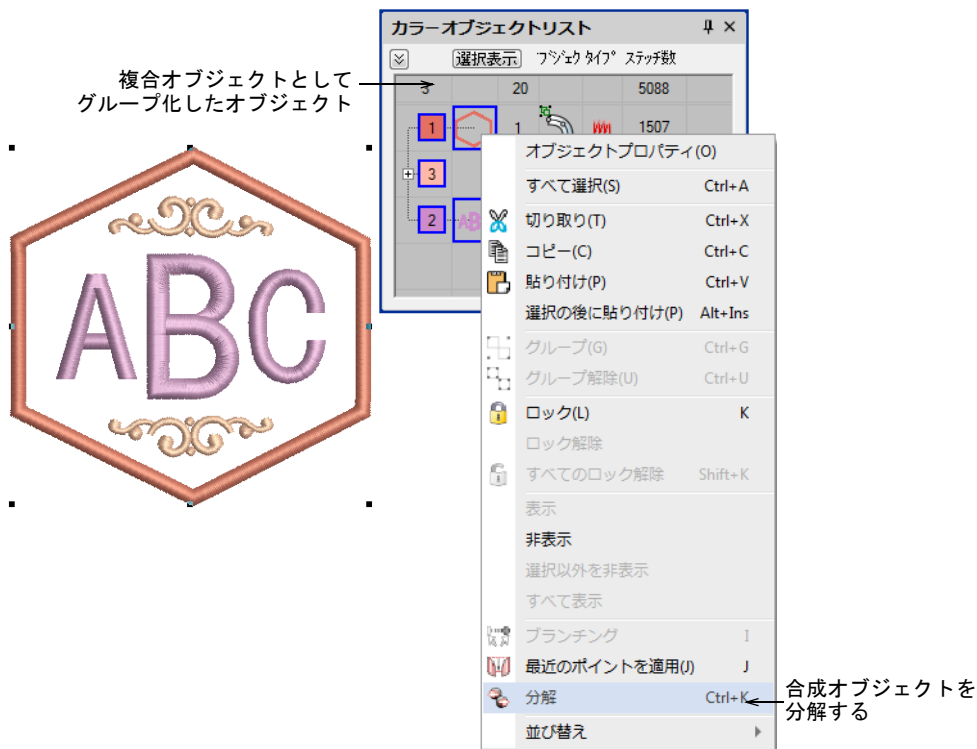 カラーオブジェクトリスト
選択表示 ﾌﾞｼﾞｪｸ ﾀｲﾌﾟ ｽﾃｯﾁ数
複合オブジェクトとして
グループ化したオブジェクト
3 20 5088
1 1 1507
3
2 ABC
ABC
オブジェクトプロパティ(O)
すべて選択(S) Ctrl+A
切り取り(T) Ctrl+X
コピー(C) Ctrl+C
貼り付け(P) Ctrl+V
選択の後に貼り付け(P) Alt+Ins
グループ(G) Ctrl+G
グループ解除(U) Ctrl+U
ロック(L) K
ロック解除
すべてのロック解除 Shift+K
表示
非表示
選択以外を非表示
すべて表示
ブランチング I
最近のポイントを適用(J) J
分解 Ctrl+K
並び替え
合成オブジェクトを
分解する